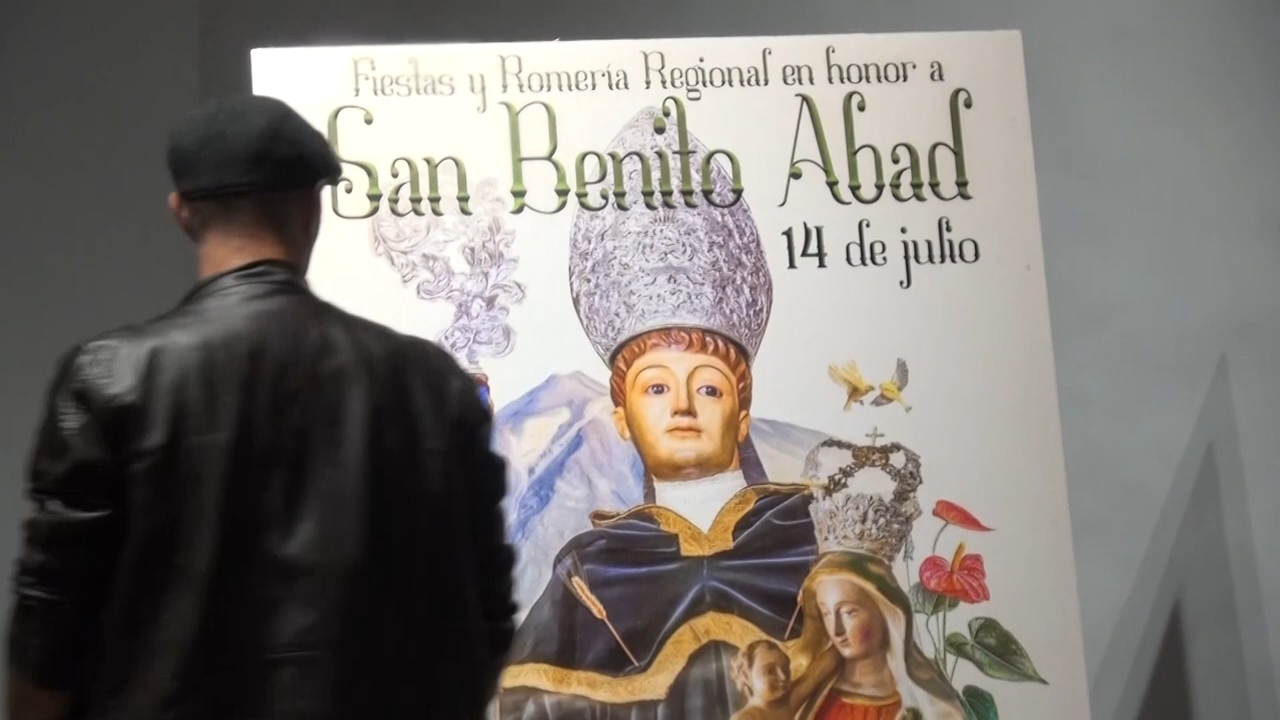 Fiestas y Romería Regional en honor a
San Benito Abad
14 de julio